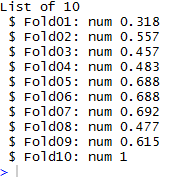 List of 10
 $ Fold01: num 0.318
 $ Fold02: num 0.557
 $ Fold03: num 0.457
 $ Fold04: num 0.483
 $ Fold05: num 0.688
 $ Fold06: num 0.688
 $ Fold07: num 0.692
 $ Fold08: num 0.477
 $ Fold09: num 0.615
 $ Fold10: num 1
>